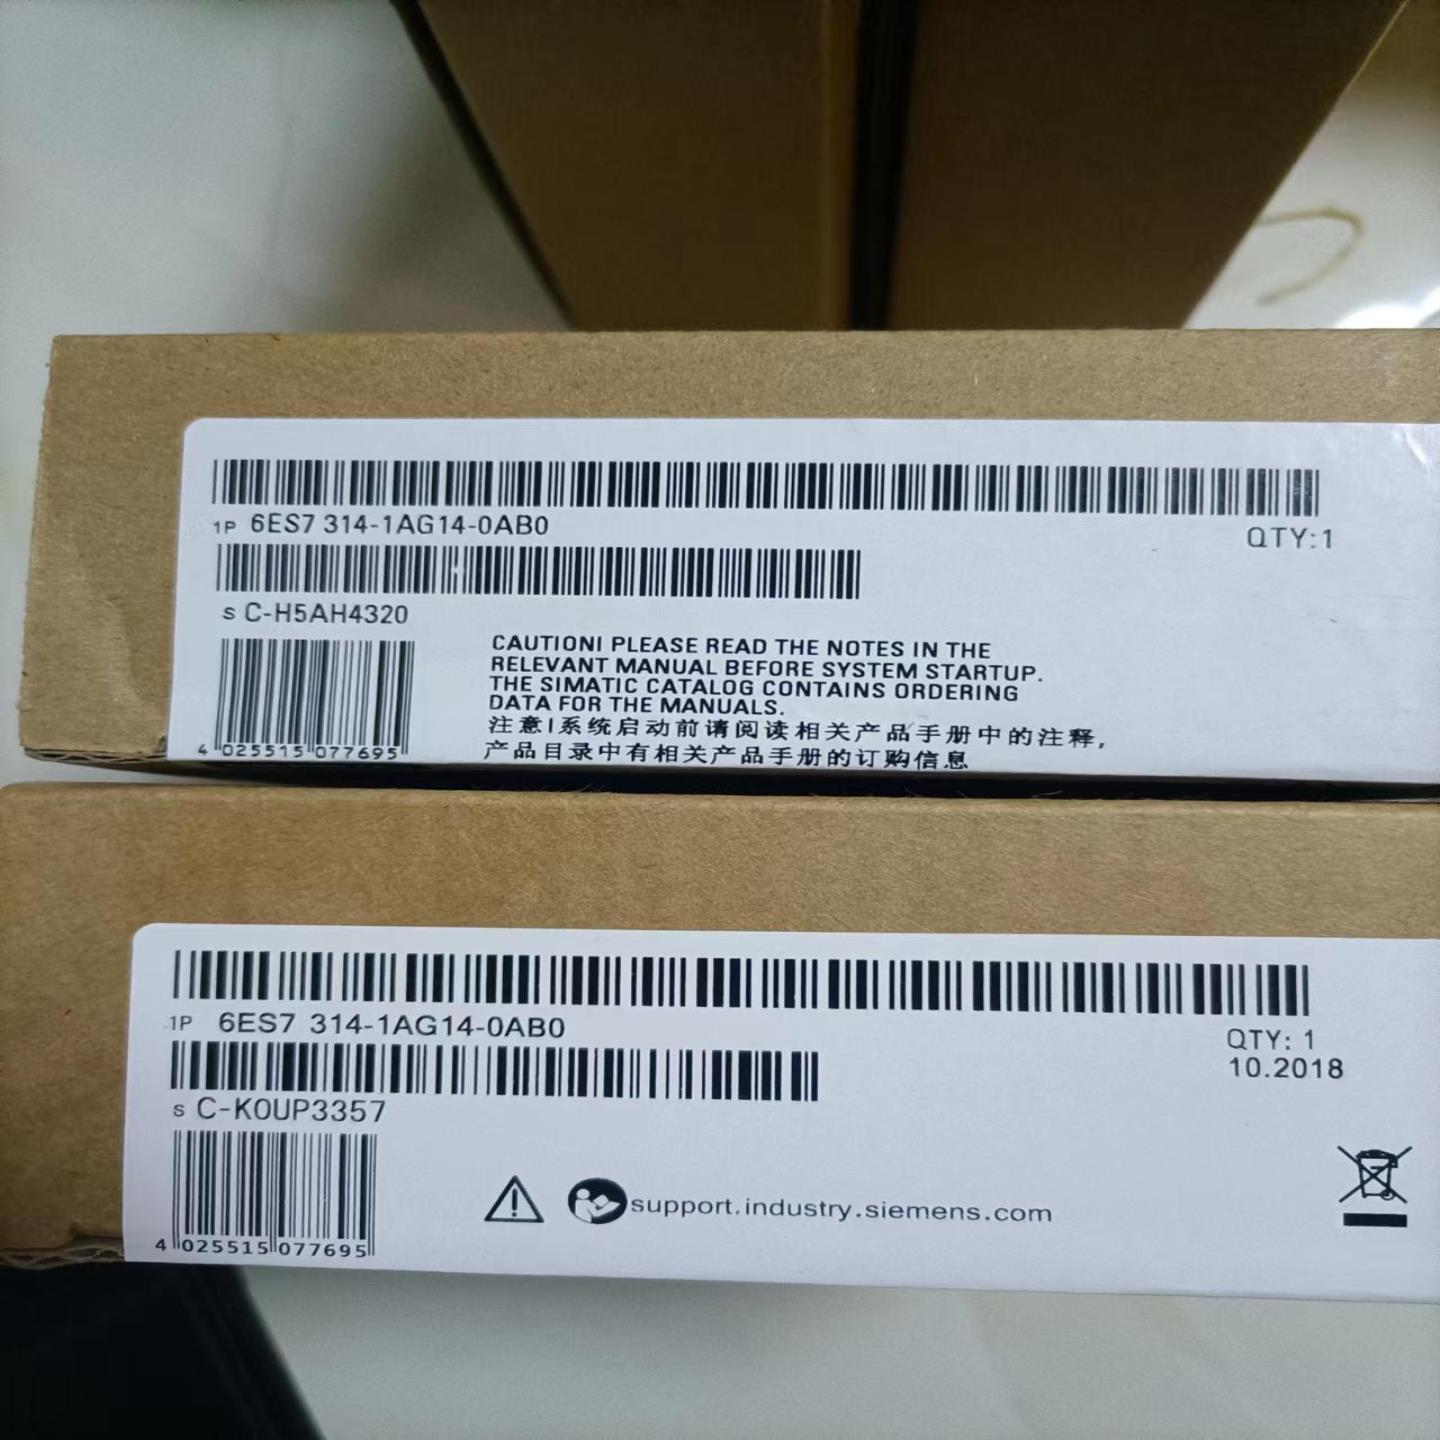 1P 6ES7 314-1AG14-0AB0
QTY:1
S C-H5AH4320
CAUTION! PLEASE READ THE NOTES IN THE
RELEVANT MANUAL BEFORE SYSTEM STARTUP.
THE SIMATIC CATALOG CONTAINS ORDERING
DATA FOR THE MANUALS.
注意!系统启动前请阅读相关产品手册中的注释,
产品目录中有相关产品手册的订购信息
4 025515 077695
1P 6ES7 314-1AG14-0AB0
QTY: 1
10.2018
S C-K0UP3357
support.industry.siemens.com
4 025515 077695